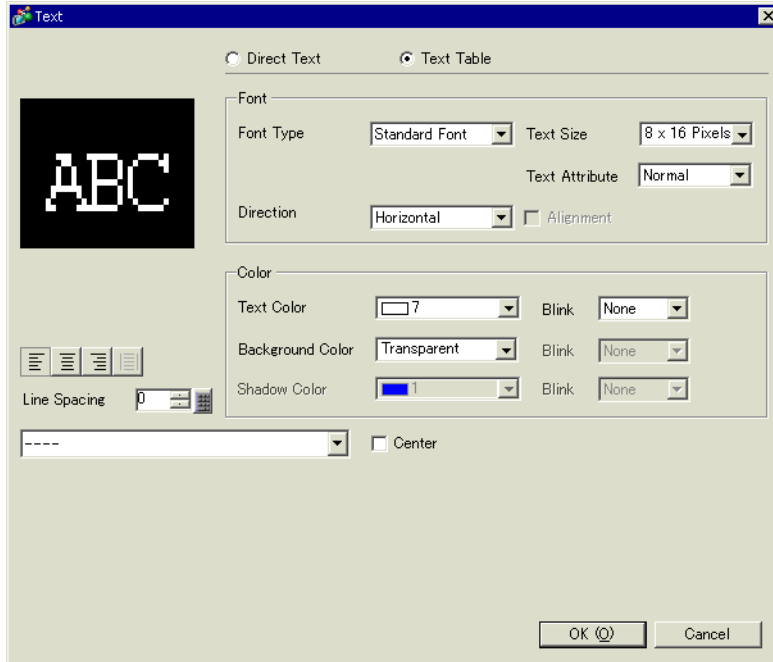 Text
Direct Text Text Table
Font
Font Type Standard Font Text Size 8 x 16 Pixels
Text Attribute Normal
Direction Horizontal Alignment
ABC
Color
Text Color 7 Blink None
Background Color Transparent Blink None
Shadow Color 1 Blink None
Line Spacing 0
---- Center
OK (O) Cancel